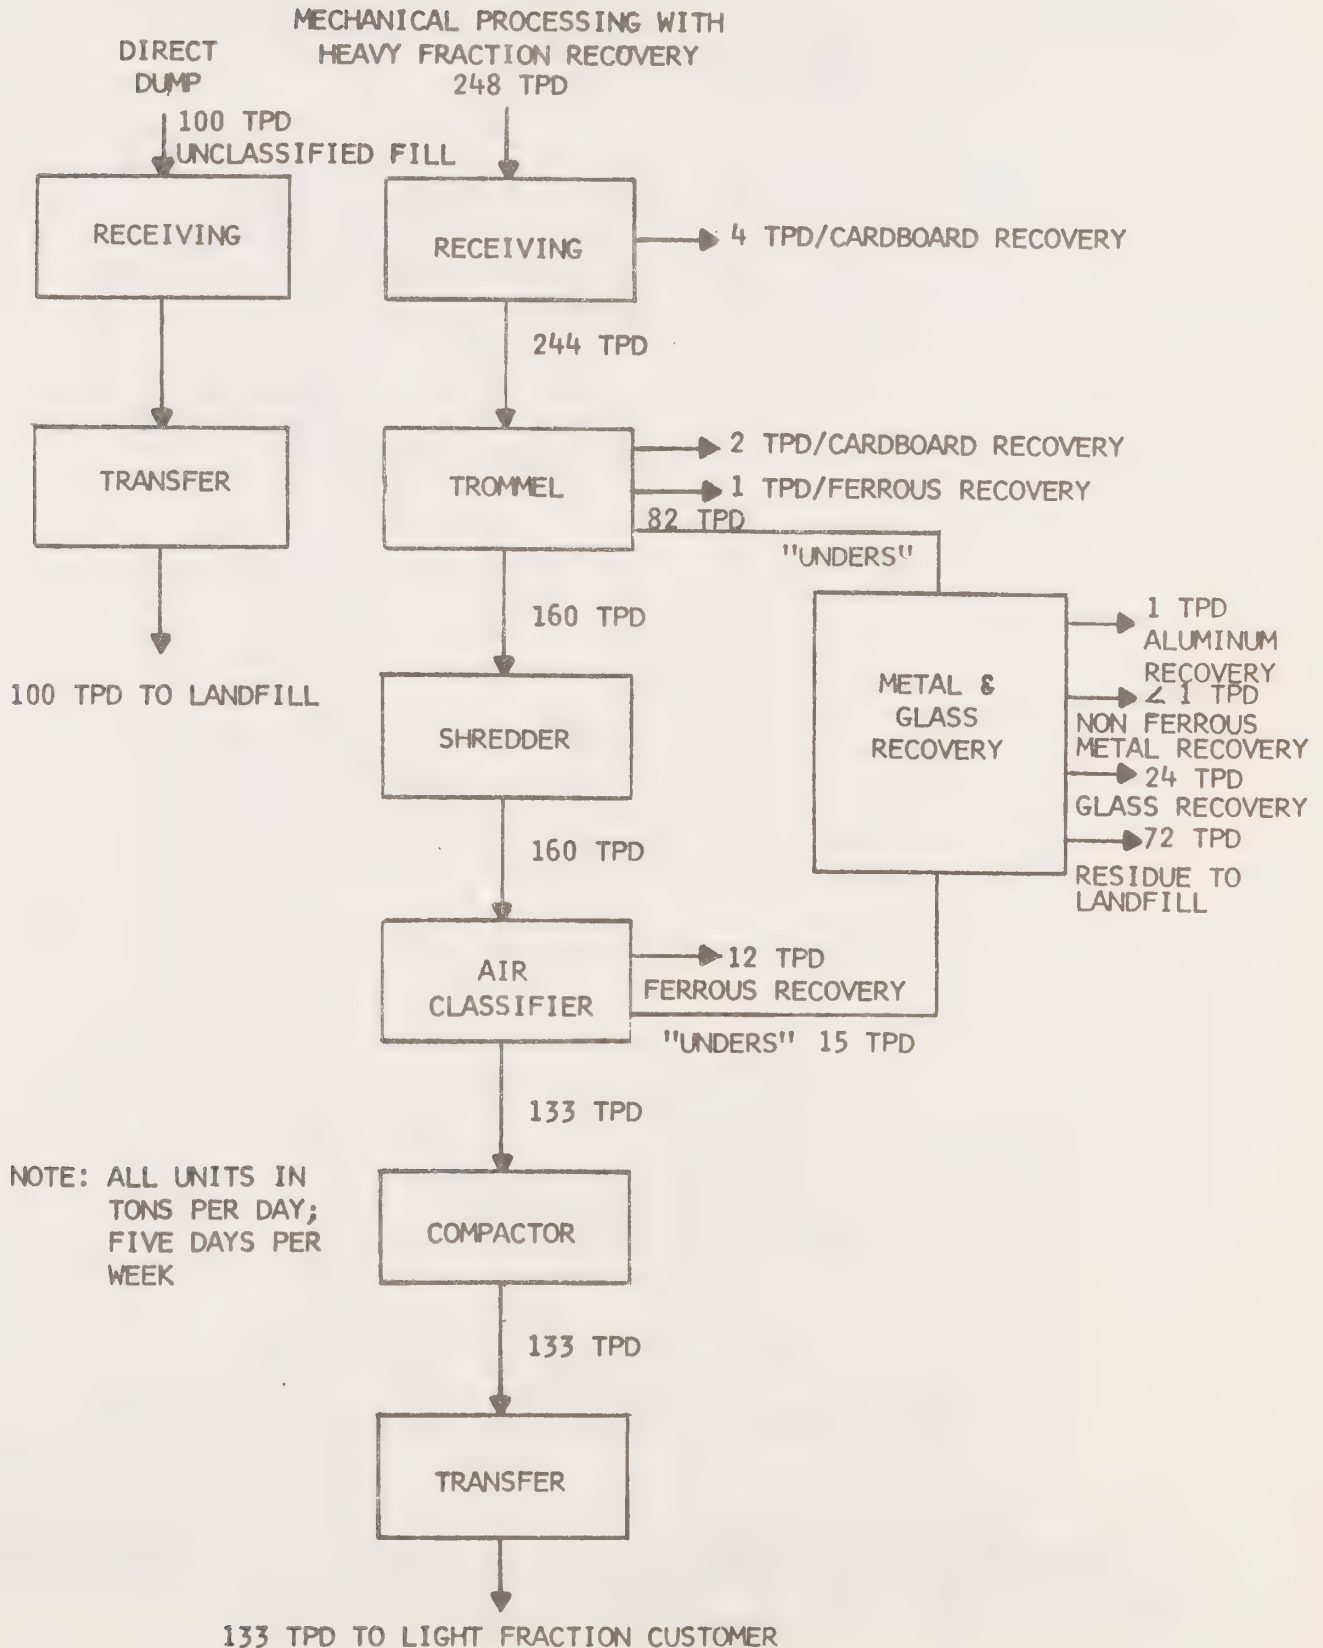 MECHANICAL PROCESSING WITH
HEAVY FRACTION RECOVERY
248 TPD
DIRECT
DUMP
100 TPD
UNCLASSIFIED FILL
RECEIVING
RECEIVING
4 TPD/CARDBOARD RECOVERY
244 TPD
TRANSFER
TROMMEL
2 TPD/CARDBOARD RECOVERY
1 TPD/FERROUS RECOVERY
82 TPD
"UNDERS"
160 TPD
100 TPD TO LANDFILL
SHREDDER
METAL &
GLASS
RECOVERY
1 TPD
ALUMINUM
RECOVERY
∠ 1 TPD
NON FERROUS
METAL RECOVERY
24 TPD
GLASS RECOVERY
72 TPD
RESIDUE TO
LANDFILL
160 TPD
AIR
CLASSIFIER
12 TPD
FERROUS RECOVERY
"UNDERS" 15 TPD
133 TPD
NOTE: ALL UNITS IN
TONS PER DAY;
FIVE DAYS PER
WEEK
COMPACTOR
133 TPD
TRANSFER
133 TPD TO LIGHT FRACTION CUSTOMER